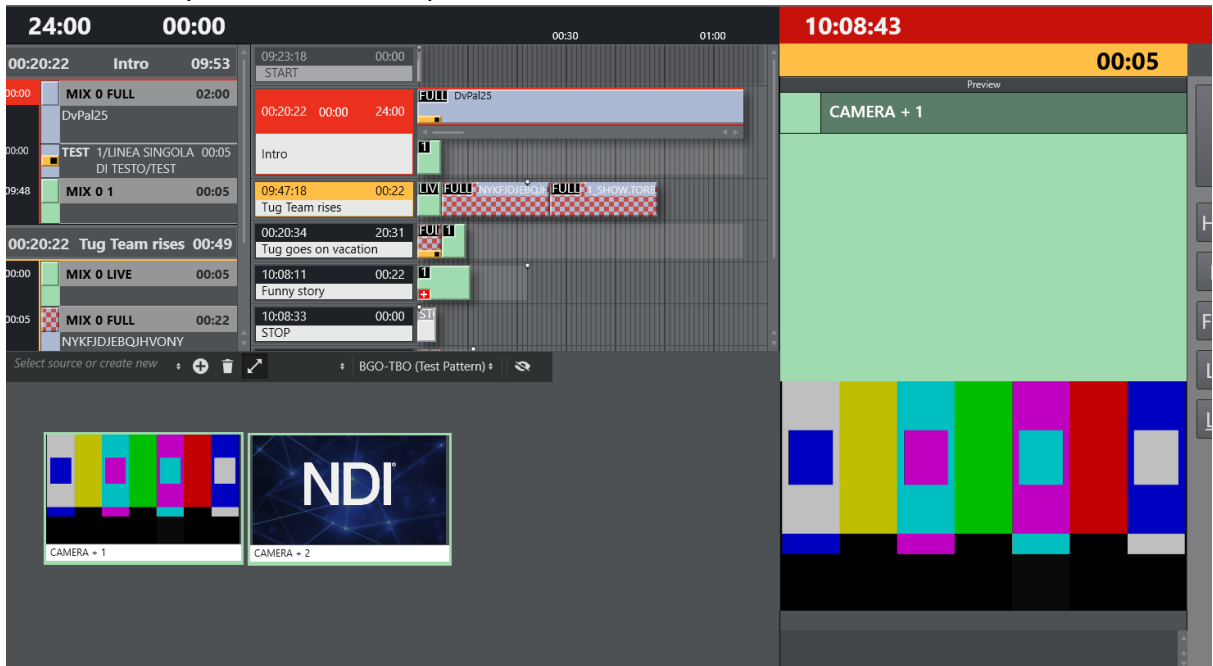 24:00 00:00
00:30 01:00
10:08:43
00:05
Preview
CAMERA + 1
00:20:22 Intro 09:53
00:00 MIX 0 FULL 02:00
DvPal25
00:00 TEST 1/LINEA SINGOLA 00:05
DI TESTO/TEST
09:48 MIX 0 1 00:05
00:20:22 Tug Team rises 00:49
00:00 MIX 0 LIVE 00:05
00:05 MIX 0 FULL 00:22
NYKFJDJEBQJHVONY
09:23:18 00:00
START
00:20:22 00:00 24:00
FULL DvPal25
Intro
1
09:47:18 00:22
Tug Team rises
LIVE FULL NYKFJDJEBQJH FULL 1_SHOW.TORE
00:20:34 20:31
Tug goes on vacation
FUL 1
10:08:11 00:22
Funny story
1
10:08:33 00:00
STOP
STO
Select source or create new
BGO-TBO (Test Pattern)
NDI
CAMERA + 1
CAMERA + 2
H
F
L
L